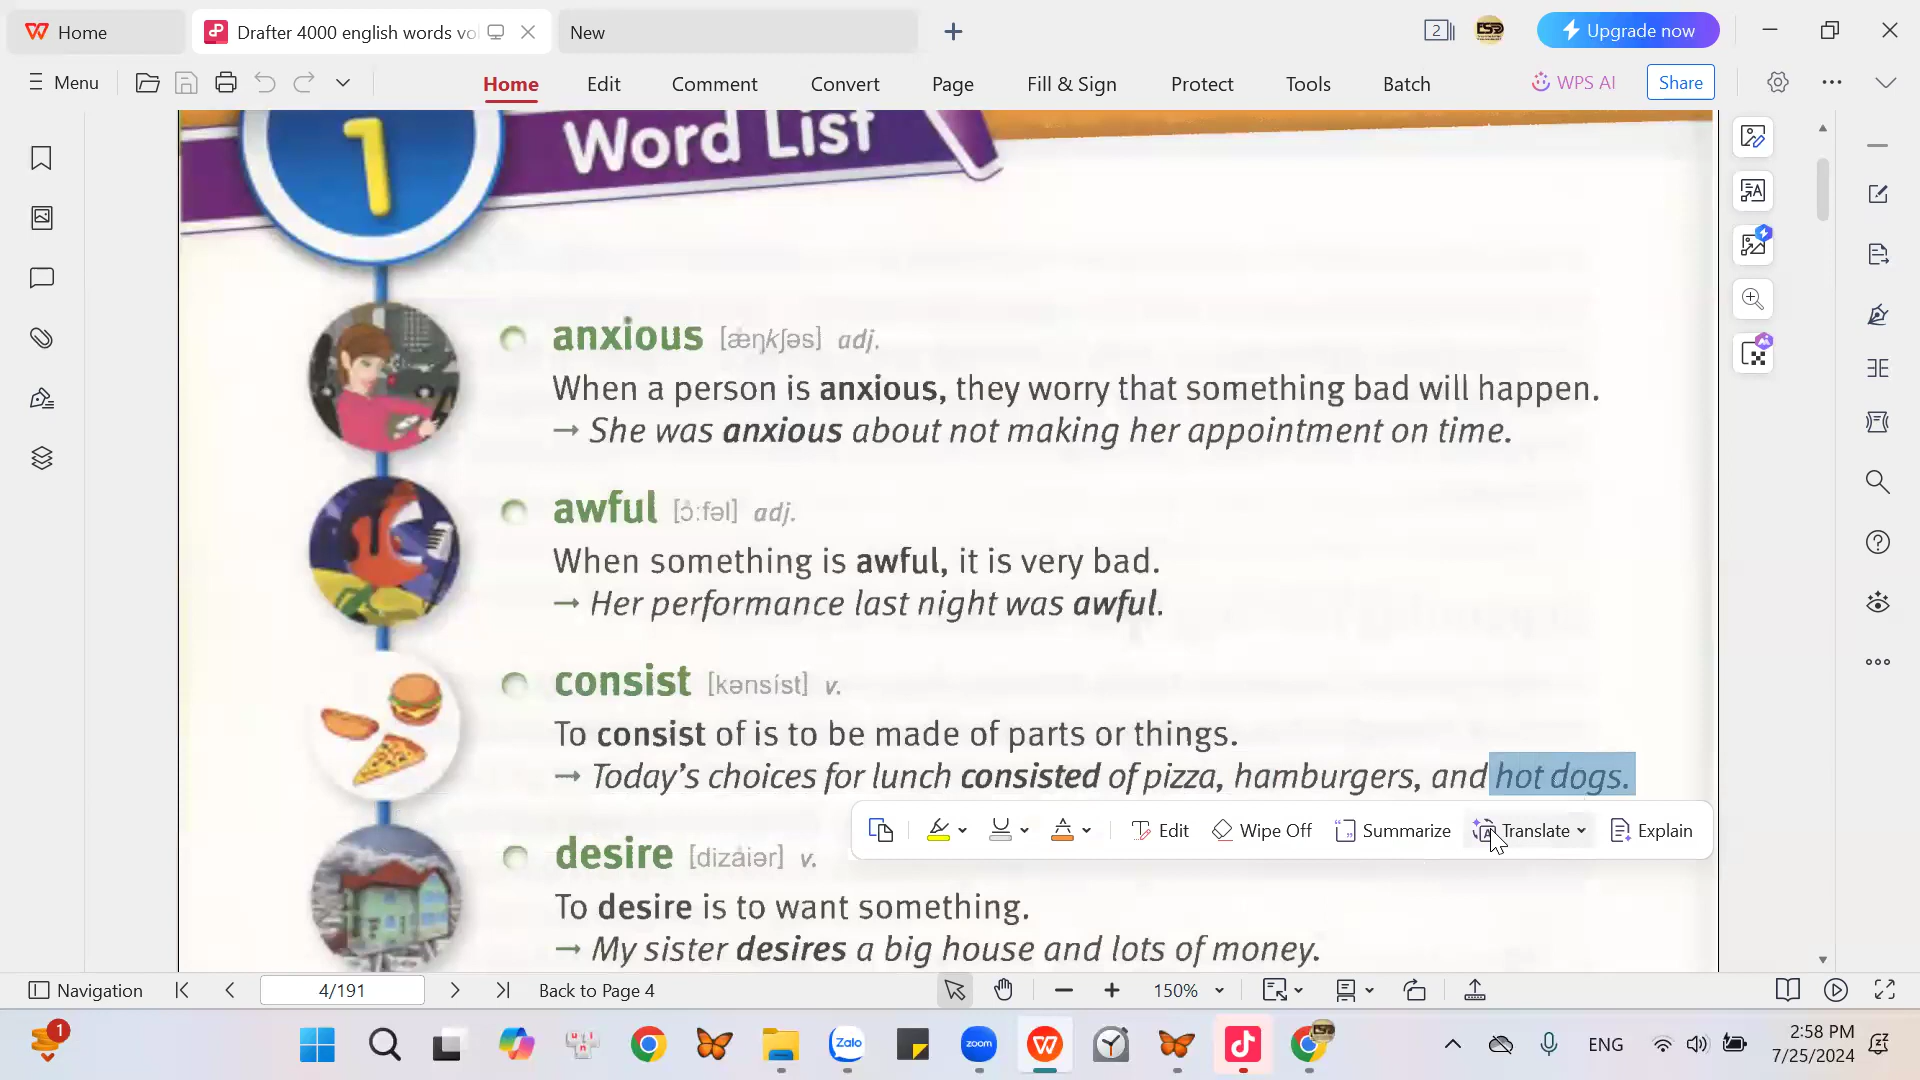 Home
Drafter 4000 english words vo
New
2
Upgrade now
Menu
Home
Edit
Comment
Convert
Page
Fill & Sign
Protect
Tools
Batch
WPS AI
Share
1
Word List
anxious [æŋkʃəs] adj.
When a person is anxious, they worry that something bad will happen.
→ She was anxious about not making her appointment on time.
awful [ɔ́:fəl] adj.
When something is awful, it is very bad.
→ Her performance last night was awful.
consist [kənsíst] v.
To consist of is to be made of parts or things.
→ Today's choices for lunch consisted of pizza, hamburgers, and hot dogs.
Edit
Wipe Off
Summarize
Translate
Explain
desire [dizáiər] v.
To desire is to want something.
→ My sister desires a big house and lots of money.
Navigation
4/191
Back to Page 4
150%
1
Zalo
zoom
ENG
2:58 PM
7/25/2024